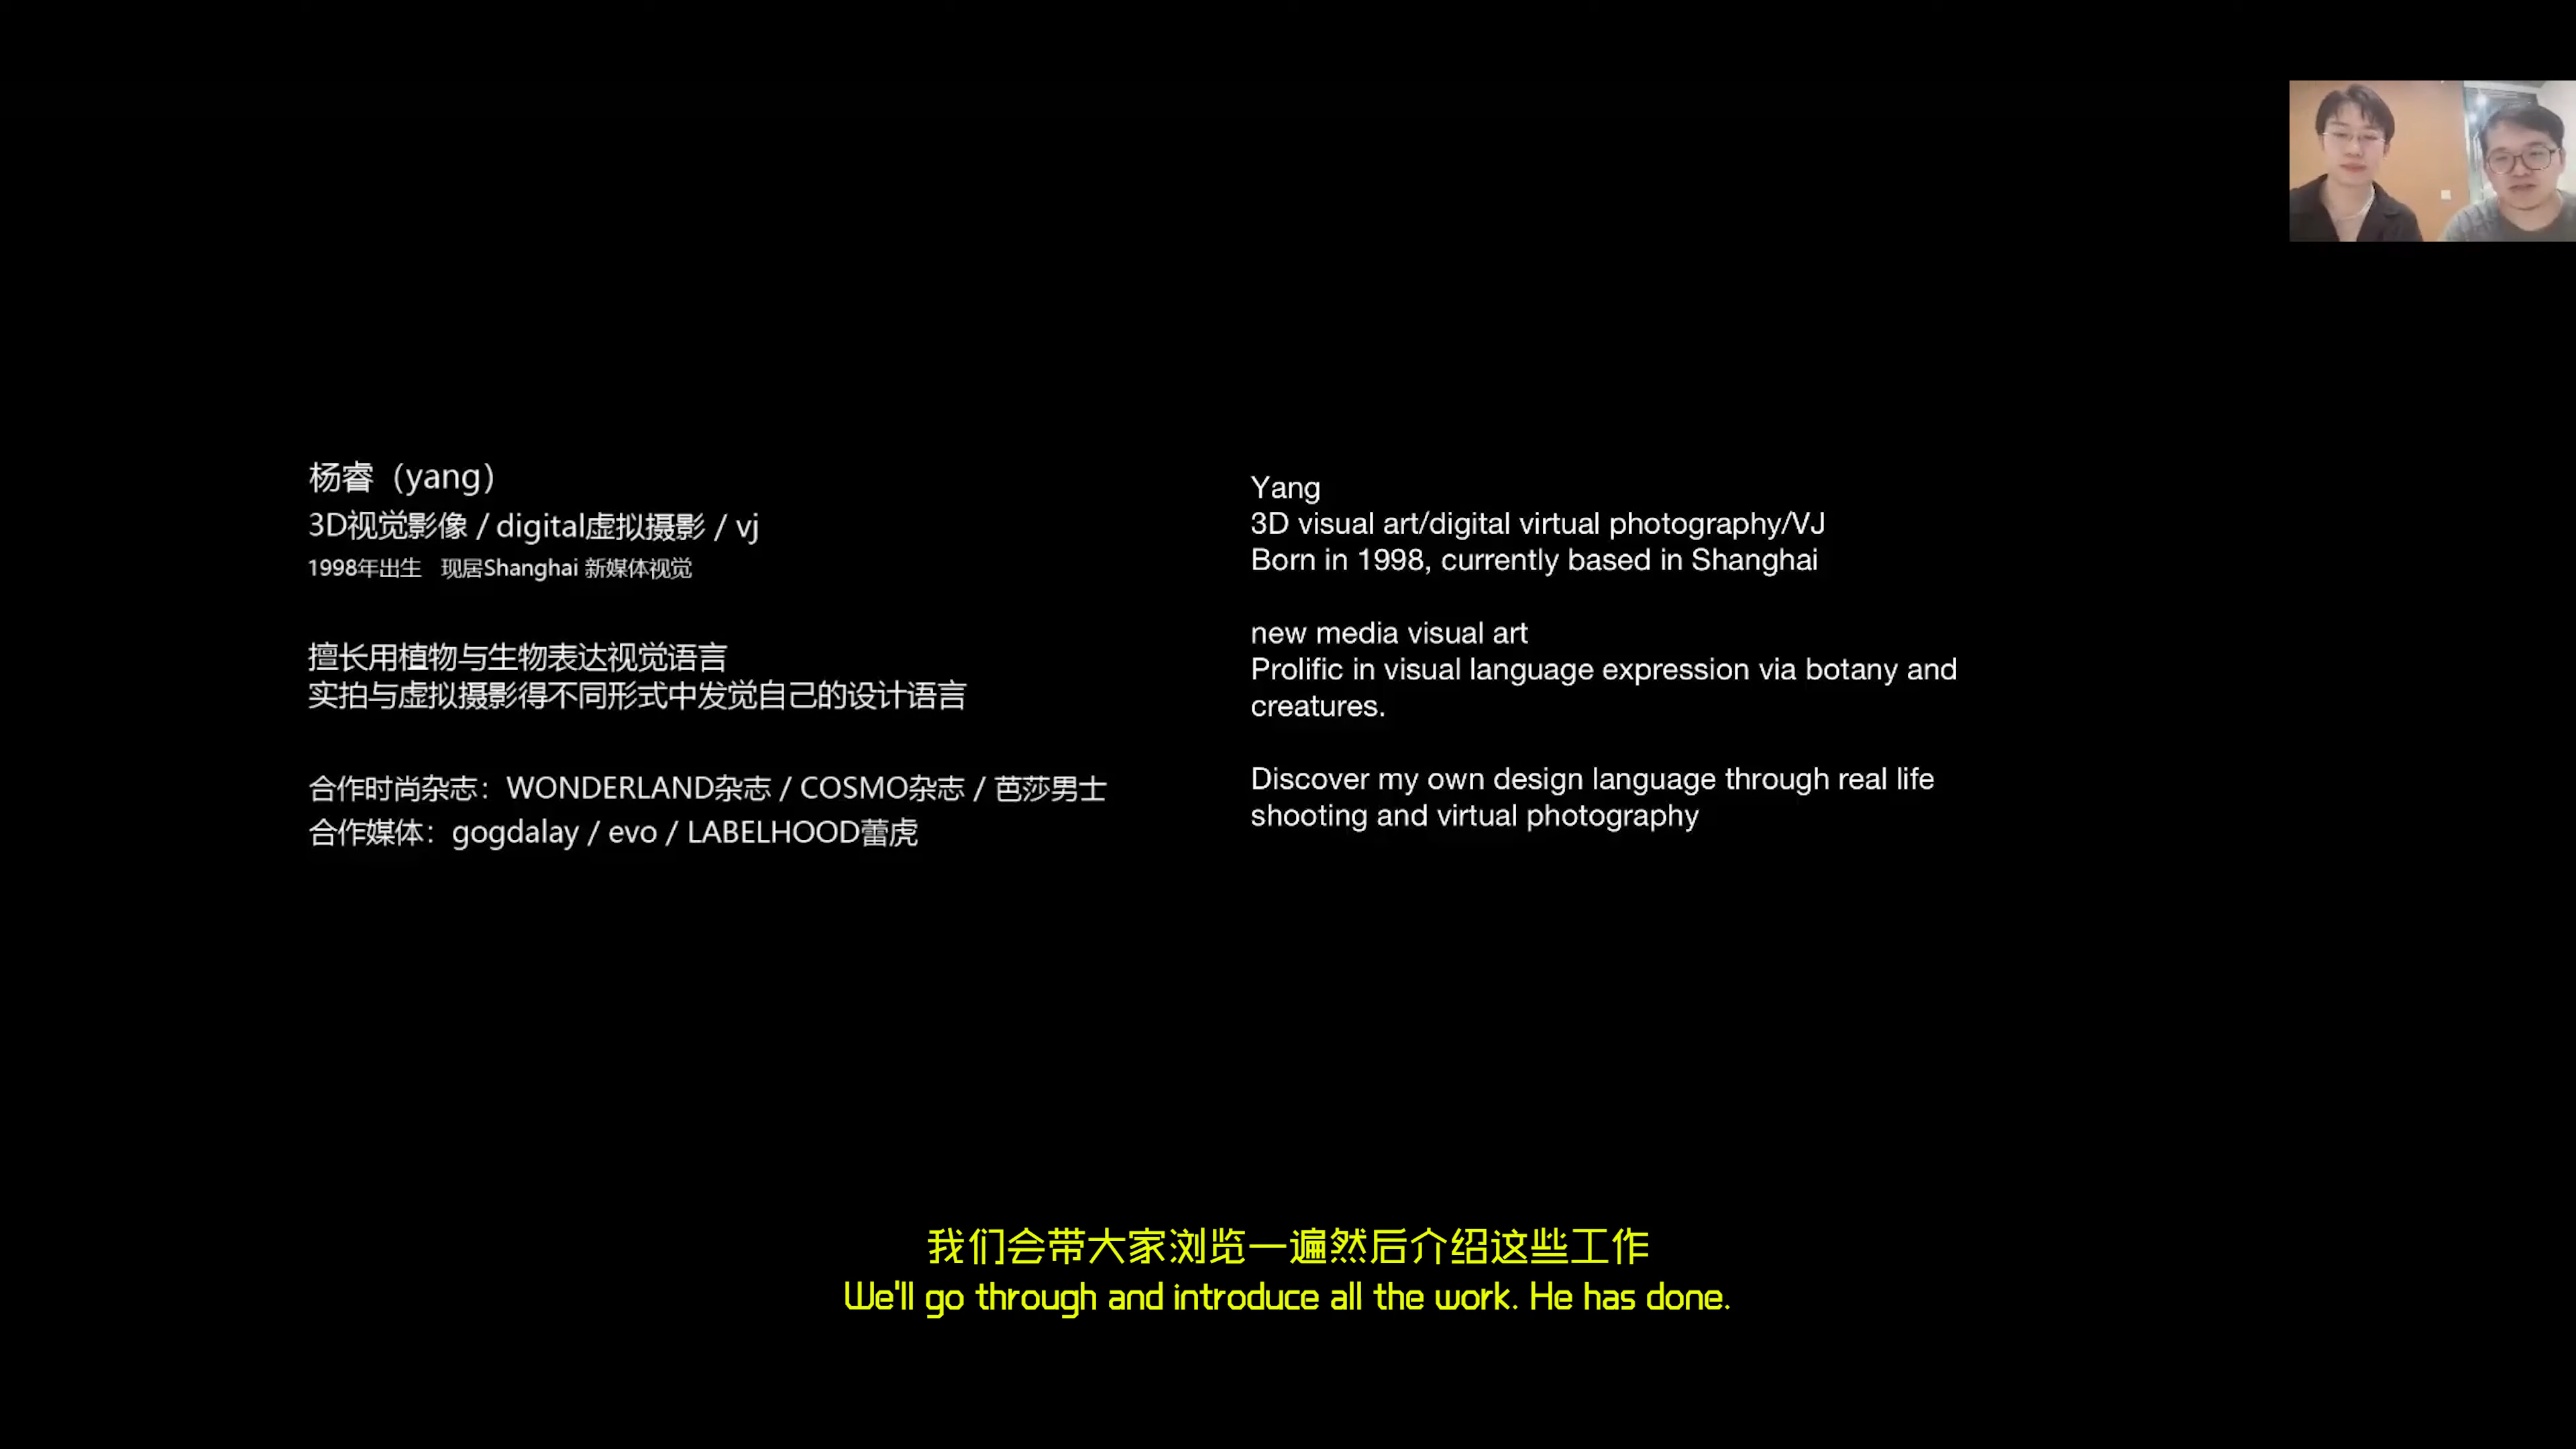 杨睿（yang）
3D视觉影像 / digital虚拟摄影 / vj
1998年出生 现居Shanghai 新媒体视觉
擅长用植物与生物表达视觉语言
实拍与虚拟摄影得不同形式中发觉自己的设计语言
合作时尚杂志：WONDERLAND杂志 / COSMO杂志 / 芭莎男士
合作媒体：gogdalay / evo / LABELHOOD蕾虎
Yang
3D visual art/digital virtual photography/VJ
Born in 1998, currently based in Shanghai
new media visual art
Prolific in visual language expression via botany and
creatures.
Discover my own design language through real life
shooting and virtual photography
我们会带大家浏览一遍然后介绍这些工作
We'll go through and introduce all the work. He has done.